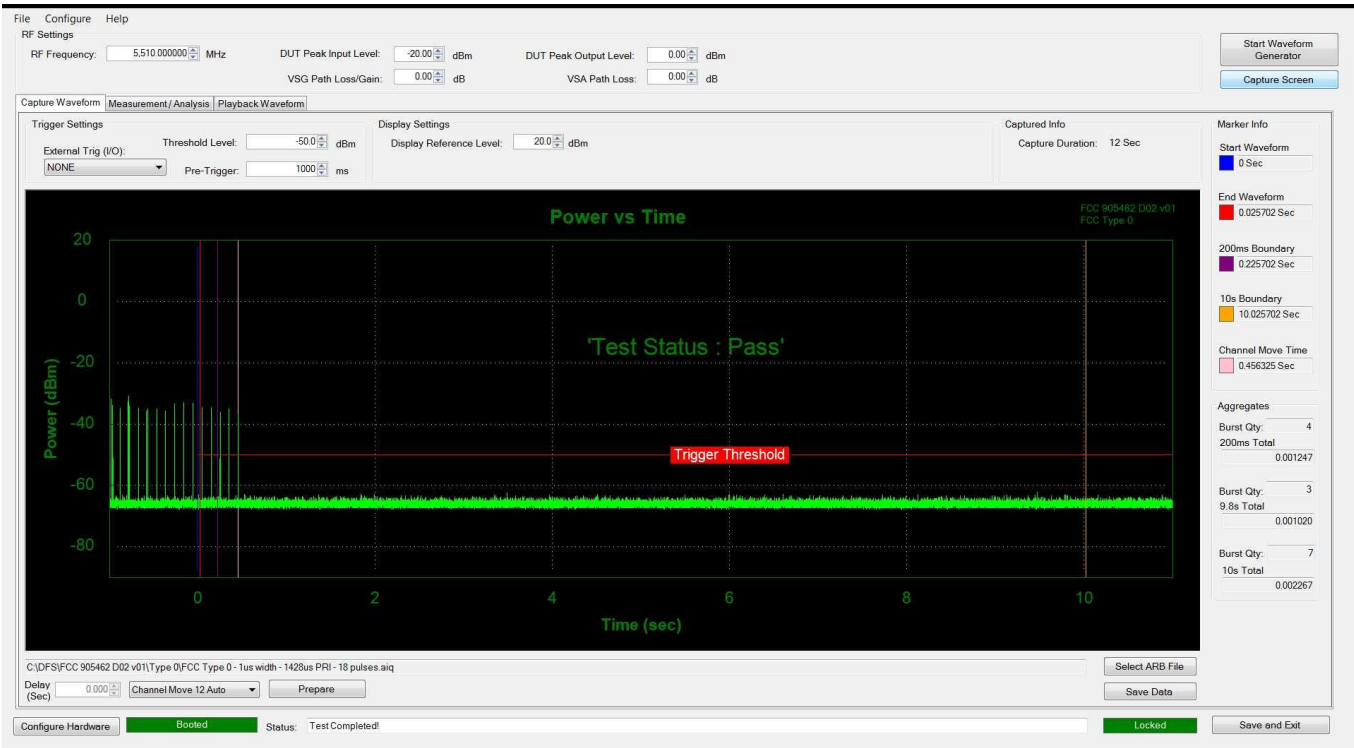 File Configure Help
RF Settings
RF Frequency: 5,510.000000 MHz DUT Peak Input Level: -20.00 dBm DUT Peak Output Level: 0.00 dBm
VSG Path Loss/Gain: 0.00 dB VSA Path Loss: 0.00 dB
Start Waveform
Generator
Capture Screen
Capture Waveform Measurement / Analysis Playback Waveform
Trigger Settings
External Trig (I/O):
NONE
Threshold Level: -50.0 dBm
Pre-Trigger: 1000 ms
Display Settings
Display Reference Level: 20.0 dBm
Captured Info
Capture Duration: 12 Sec
Marker Info
Start Waveform
0 Sec
End Waveform
0.025702 Sec
200ms Boundary
0.225702 Sec
10s Boundary
10.025702 Sec
Channel Move Time
0.456325 Sec
Aggregates
Burst Qty: 4
200ms Total
0.001247
Burst Qty: 3
9.8s Total
0.001020
Burst Qty: 7
10s Total
0.002267
Power vs Time
FCC 905462 D02 v01
FCC Type 0
Power (dBm)
20
0
-20
-40
-60
-80
'Test Status : Pass'
Trigger Threshold
0 2 4 6 8 10
Time (sec)
C:\DFS\FCC 905462 D02 v01\Type 0\FCC Type 0 - 1us width - 1428us PRI - 18 pulses.aiq
Select ARB File
Delay
(Sec) 0.000 Channel Move 12 Auto Prepare
Save Data
Configure Hardware Booted Status: Test Completed! Locked Save and Exit